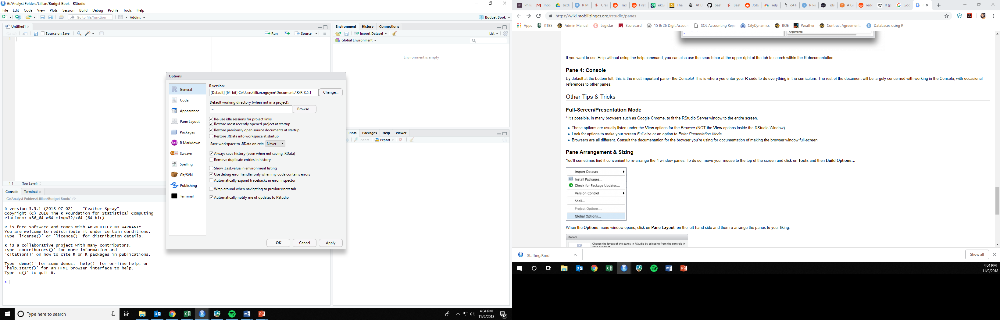 G:/Analyst Folders/Lillian/Budget Book - RStudio
File Edit Code View Plots Session Build Debug Profile Tools Help
Go to file/function Addins Budget Book
Untitled1
Source on Save Run Source
1
1:1 (Top Level)
Console Terminal
G:/Analyst Folders/Lillian/Budget Book/
R version 3.5.1 (2018-07-02) -- "Feather Spray"
Copyright (C) 2018 The R Foundation for Statistical Computing
Platform: x86_64-w64-mingw32/x64 (64-bit)
R is free software and comes with ABSOLUTELY NO WARRANTY.
You are welcome to redistribute it under certain conditions.
Type 'license()' or 'licence()' for distribution details.
R is a collaborative project with many contributors.
Type 'contributors()' for more information and
'citation()' on how to cite R or R packages in publications.
Type 'demo()' for some demos, 'help()' for on-line help, or
'help.start()' for an HTML browser interface to help.
Type 'q()' to quit R.
>
Environment History Connections
Import Dataset List
Global Environment
Environment is empty
Plots Packages Help Viewer
Zoom Export
Options
General
Code
Appearance
Pane Layout
Packages
R Markdown
Sweave
Spelling
Git/SVN
Publishing
Terminal
R version:
[Default] [64-bit] C:\Users\lillian.nguyen\Documents\R\R-3.5.1 Change...
Default working directory (when not in a project):
~ Browse...
Re-use idle sessions for project links
Restore most recently opened project at startup
Restore previously open source documents at startup
Restore .RData into workspace at startup
Save workspace to .RData on exit: Never
Always save history (even when not saving .RData)
Remove duplicate entries in history
Show .Last.value in environment listing
Use debug error handler only when my code contains errors
Automatically expand tracebacks in error inspector
Wrap around when navigating to previous/next tab
Automatically notify me of updates to RStudio
OK Cancel Apply
Type here to search
4:04 PM
11/9/2018
12
Phili Inbo bcds R M Crea Trad First ekG The At D best Best Job Yelp d41 R Pa Tidy A G redd R (p Goo
https://wiki.mobilizingcs.org/rstudio/panes
Apps KTBS Admin Manual Legistar Scorecard 15 & 26 Digit Accoun SQL Accounting Rep CityDynamics BOE Weather Contract Agreements Databases using R
Arguments
If you want to use Help without using the help command, you can also use the search bar at the upper right of the tab to search within the R documentation.
Pane 4: Console
By default at the bottom left, this is the most important pane– the Console! This is where you enter your R code to do everything in the curriculum. The rest of the document will be largely concerned with working in the Console, with occasional
references to other panes.
Other Tips & Tricks
Full-Screen/Presentation Mode
* It's possible, in many browsers such as Google Chrome, to fit the RStudio Server window to the entire screen.
These options are usually listen under the View options for the Browser (NOT the View options inside the RStudio Window).
Look for options to make your screen Full size or an option to Enter Presentation Mode.
Browsers are all different. Consult the documentation for the browser you're using for documentation of making the browser window full-screen.
Pane Arrangement & Sizing
You'll sometimes find it convenient to re-arrange the 4 window panes. To do so, move your mouse to the top of the screen and click on Tools and then Build Options...
Import Dataset
Install Packages...
Check for Package Updates...
Version Control
Shell...
Project Options...
Global Options...
When the Options menu window opens, click on Pane Layout, on the left-hand side and then re-arrange the panes to your liking.
Options
Choose the layout of the panes in RStudio by selecting from the controls in
each quadrant.
Staffing.Rmd Show all
4:04 PM
11/9/2018